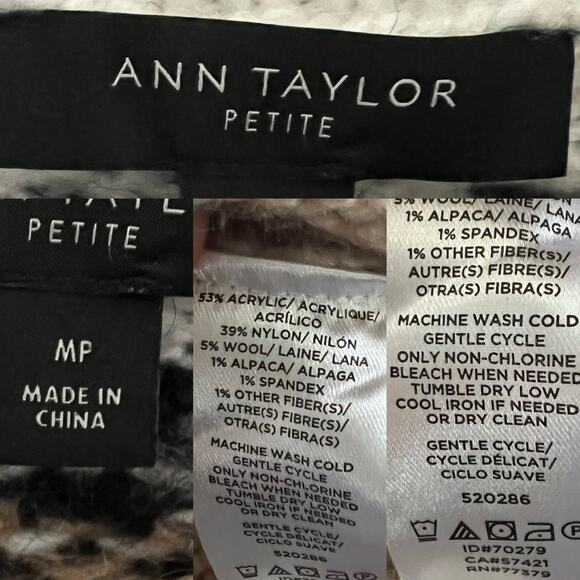 ANN TAYLOR
PETITE
PETITE
MP
MADE IN
CHINA
53% ACRYLIC/ ACRYLIQUE/
ACRÍLICO
39% NYLON/ NILÓN
5% WOOL/ LAINE/ LANA
1% ALPACA/ ALPAGA
1% SPANDEX
1% OTHER FIBER(S)/
AUTRE(S) FIBRE(S)/
OTRA(S) FIBRA(S)
MACHINE WASH COLD
GENTLE CYCLE
ONLY NON-CHLORINE
BLEACH WHEN NEEDED
TUMBLE DRY LOW
COOL IRON IF NEEDED
OR DRY CLEAN
GENTLE CYCLE/
CYCLE DÉLICAT/
CICLO SUAVE
520286
5% WOOL/ LAINE/ LANA
1% ALPACA/ ALPAGA
1% SPANDEX
1% OTHER FIBER(S)/
AUTRE(S) FIBRE(S)/
OTRA(S) FIBRA(S)
MACHINE WASH COLD
GENTLE CYCLE
ONLY NON-CHLORINE
BLEACH WHEN NEEDED
TUMBLE DRY LOW
COOL IRON IF NEEDED
OR DRY CLEAN
GENTLE CYCLE/
CYCLE DÉLICAT/
CICLO SUAVE
520286
ID#70279
CA#57421
RN#77379